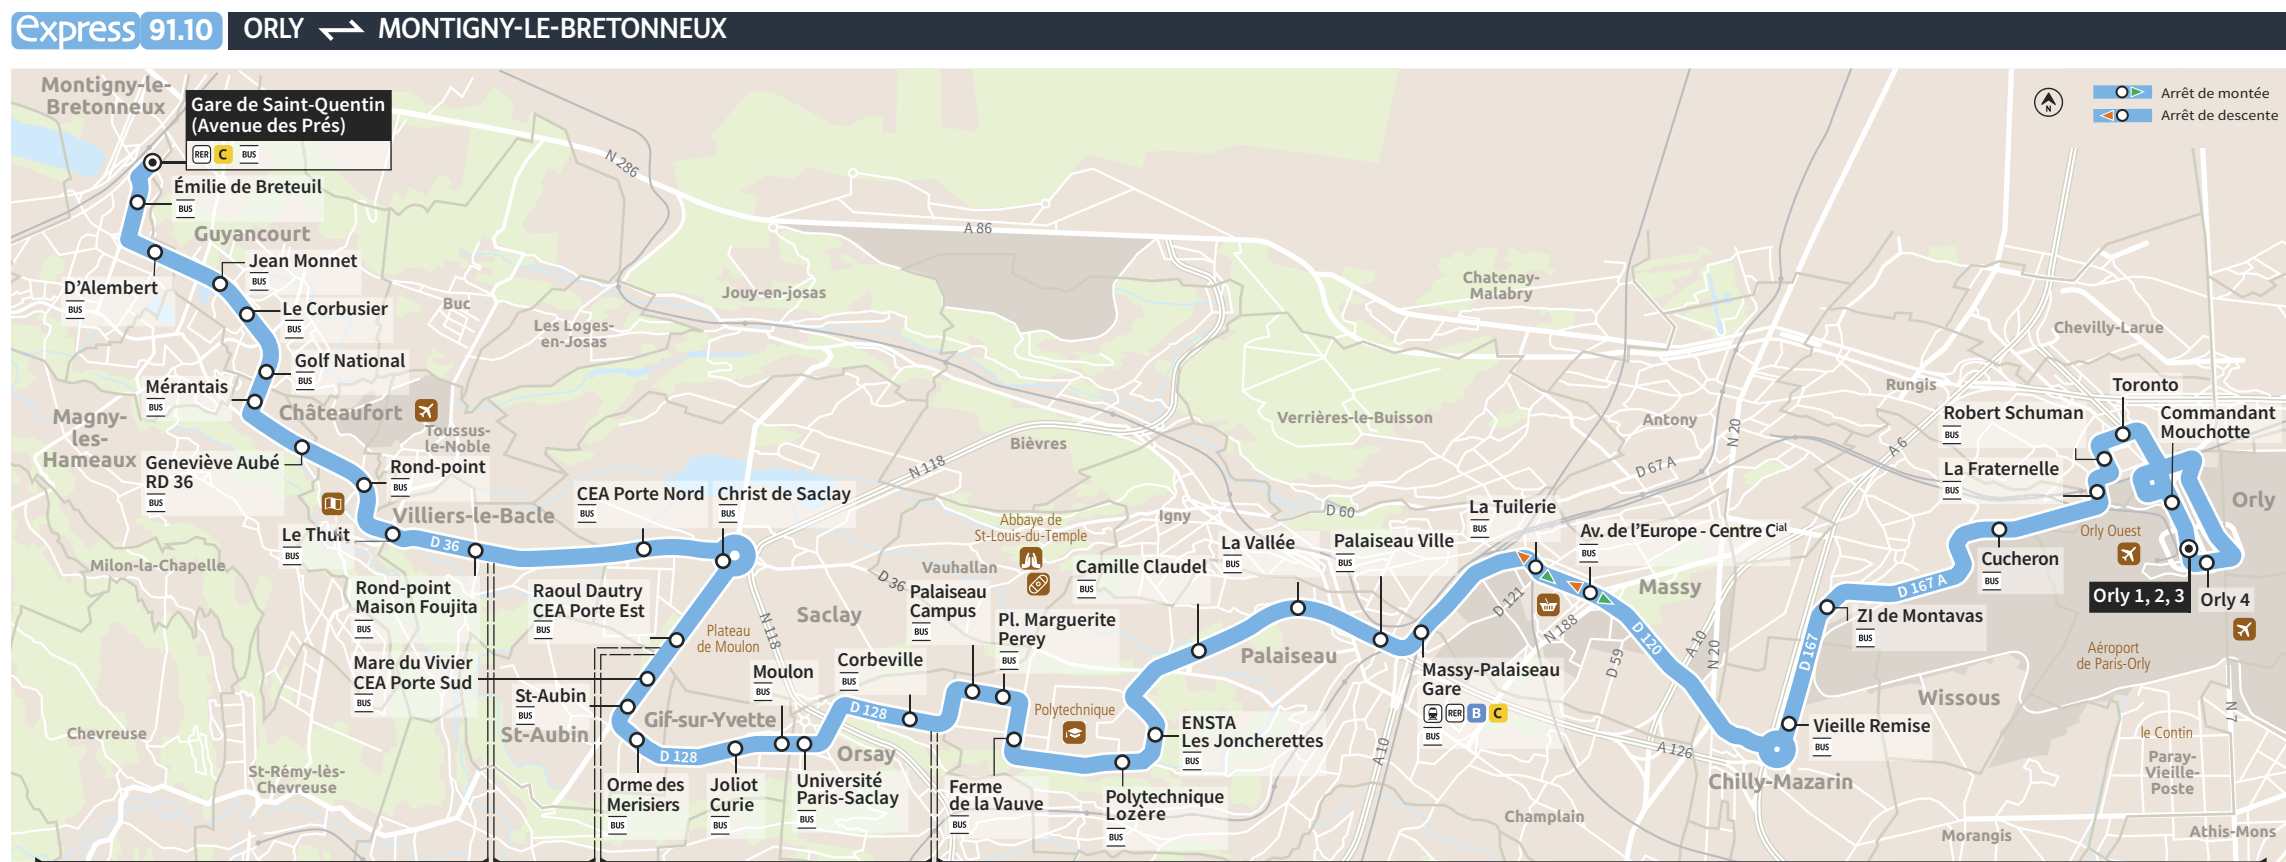 express 91.10 ORLY MONTIGNY-LE-BRETONNEUX
Arrêt de montée
Arrêt de descente
N
Montigny-le-
Bretonneux
Gare de Saint-Quentin
(Avenue des Prés)
RER C BUS
Émilie de Breteuil
BUS
Guyancourt
D'Alembert
BUS
Jean Monnet
BUS
Le Corbusier
BUS
Golf National
BUS
Mérantais
BUS
Magny-
les-
Hameaux
Châteaufort
Toussus-
le-Noble
Geneviève Aubé
RD 36
BUS
Rond-point
BUS
Villiers-le-Bacle
Le Thuit
BUS
D 36
Milon-la-Chapelle
Rond-point
Maison Foujita
BUS
CEA Porte Nord
BUS
Christ de Saclay
BUS
Raoul Dautry
CEA Porte Est
BUS
Mare du Vivier
CEA Porte Sud
BUS
St-Aubin
BUS
St-Aubin
Plateau
de Moulon
Gif-sur-Yvette
D 128
Orme des
Merisiers
BUS
Joliot
Curie
BUS
Moulon
BUS
Université
Paris-Saclay
BUS
Chevreuse
St-Rémy-lès-
Chevreuse
Buc
Les Loges-
en-Josas
Jouy-en-josas
N 286
A 86
Bièvres
N 118
N 118
D 36
Saclay
Vauhallan
Abbaye de
St-Louis-du-Temple
Igny
Corbeville
BUS
D 128
Orsay
Palaiseau
Campus
BUS
Pl. Marguerite
Perey
BUS
Polytechnique
Ferme
de la Vauve
BUS
Polytechnique
Lozère
BUS
ENSTA
Les Joncherettes
BUS
Camille Claudel
BUS
La Vallée
BUS
Palaiseau Ville
BUS
Palaiseau
Massy-Palaiseau
Gare
RER B C
BUS
A 10
D 60
Verrières-le-Buisson
Chatenay-
Malabry
La Tuilerie
BUS
Av. de l'Europe - Centre Cial
BUS
Massy
D 121
N 188
D 59
D 120
A 10
N 20
D 67 A
Antony
N 20
A 6
A 126
Champlain
Chilly-Mazarin
Vieille Remise
BUS
D 167
ZI de Montavas
BUS
D 167 A
Cucheron
BUS
Wissous
Morangis
Rungis
Chevilly-Larue
Robert Schuman
BUS
La Fraternelle
BUS
Toronto
Commandant
Mouchotte
Orly
Orly Ouest
Orly 1, 2, 3
Orly 4
Aéroport
de Paris-Orly
N 7
le Contin
Paray-
Vieille-
Poste
Athis-Mons